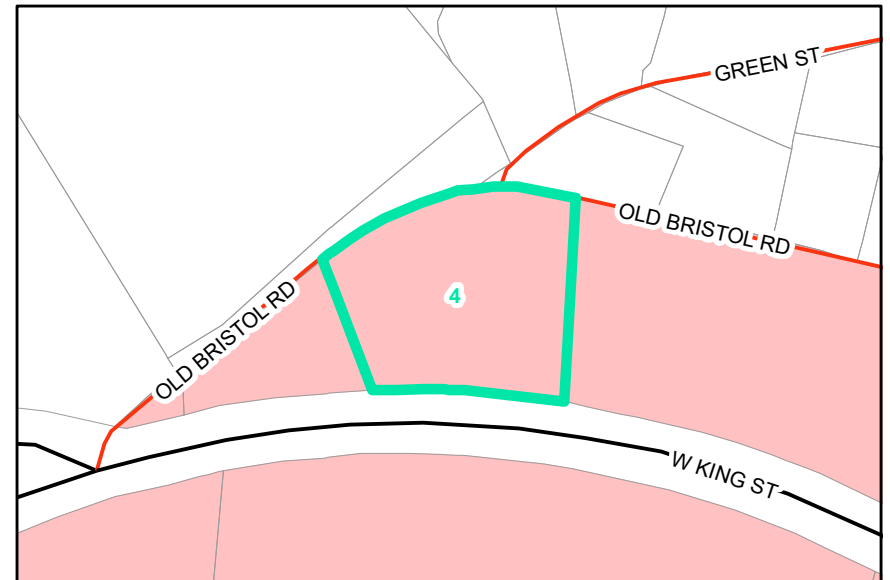 GREEN ST
OLD BRISTOL RD
4
OLD BRISTOL RD
W KING ST